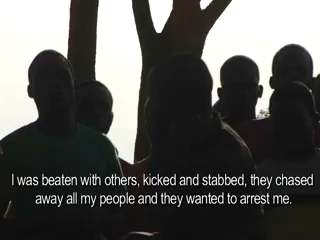 I was beaten with others, kicked and stabbed, they chased
away all my people and they wanted to arrest me.